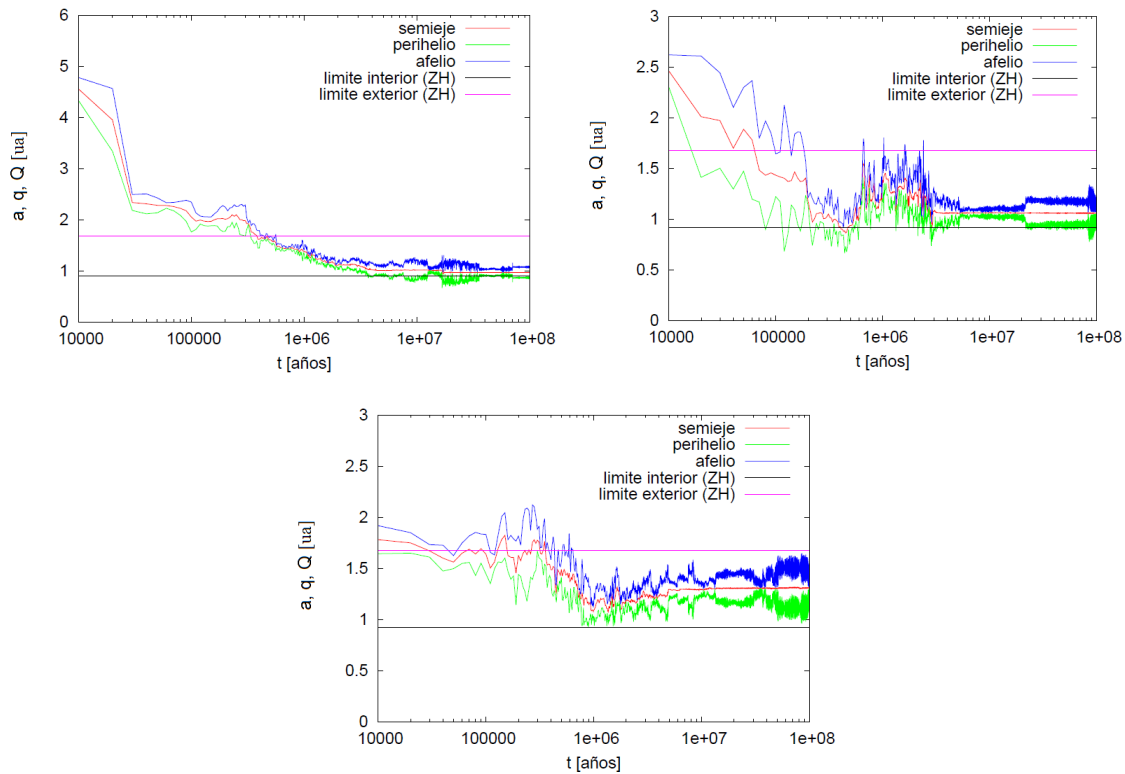 6
5
4
3
2
1
0
a, q, Q [ua]
semieje
perihelio
afelio
limite interior (ZH)
limite exterior (ZH)
10000 100000 1e+06 1e+07 1e+08
t [años]
3
2.5
2
1.5
1
0.5
0
a, q, Q [ua]
semieje
perihelio
afelio
limite interior (ZH)
limite exterior (ZH)
10000 100000 1e+06 1e+07 1e+08
t [años]
3
2.5
2
1.5
1
0.5
0
a, q, Q [ua]
semieje
perihelio
afelio
limite interior (ZH)
limite exterior (ZH)
10000 100000 1e+06 1e+07 1e+08
t [años]